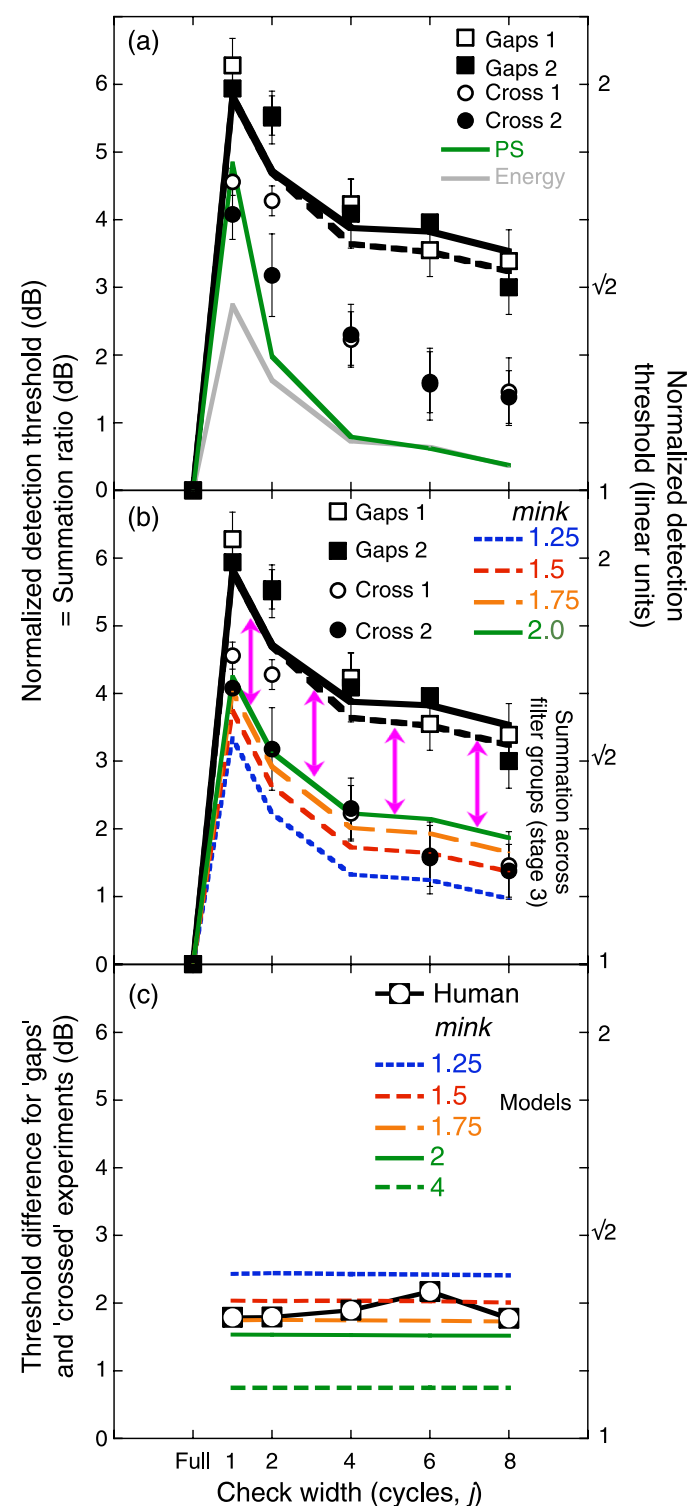 (a)
Gaps 1
Gaps 2
Cross 1
Cross 2
PS
Energy
6
5
4
3
2
1
0
2
√2
1
Normalized detection threshold (dB)
= Summation ratio (dB)
Normalized detection
threshold (linear units)
(b)
Gaps 1
Gaps 2
Cross 1
Cross 2
mink
1.25
1.5
1.75
2.0
6
5
4
3
2
1
0
2
√2
1
Summation across
filter groups (stage 3)
(c)
Human
mink
1.25
1.5
1.75
2
4
Models
6
5
4
3
2
1
0
2
√2
1
Threshold difference for 'gaps'
and 'crossed' experiments (dB)
Full 1 2 4 6 8
Check width (cycles, j)